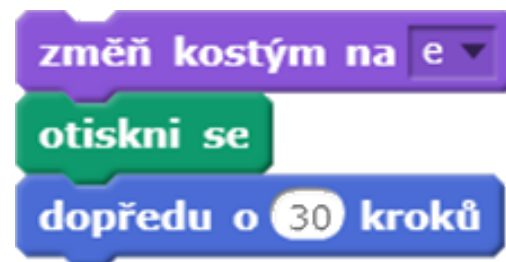 změň kostým na e
otiskni se
dopředu o 30 kroků